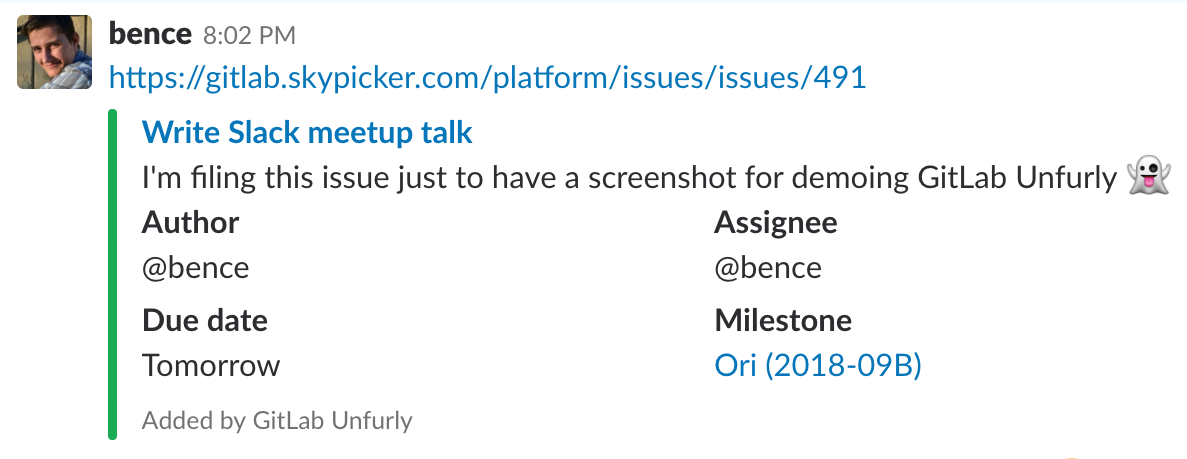 bence 8:02 PM
https://gitlab.skypicker.com/platform/issues/issues/491
Write Slack meetup talk
I'm filing this issue just to have a screenshot for demoing GitLab Unfurly 👻
Author Assignee
@bence @bence
Due date Milestone
Tomorrow Ori (2018-09B)
Added by GitLab Unfurly